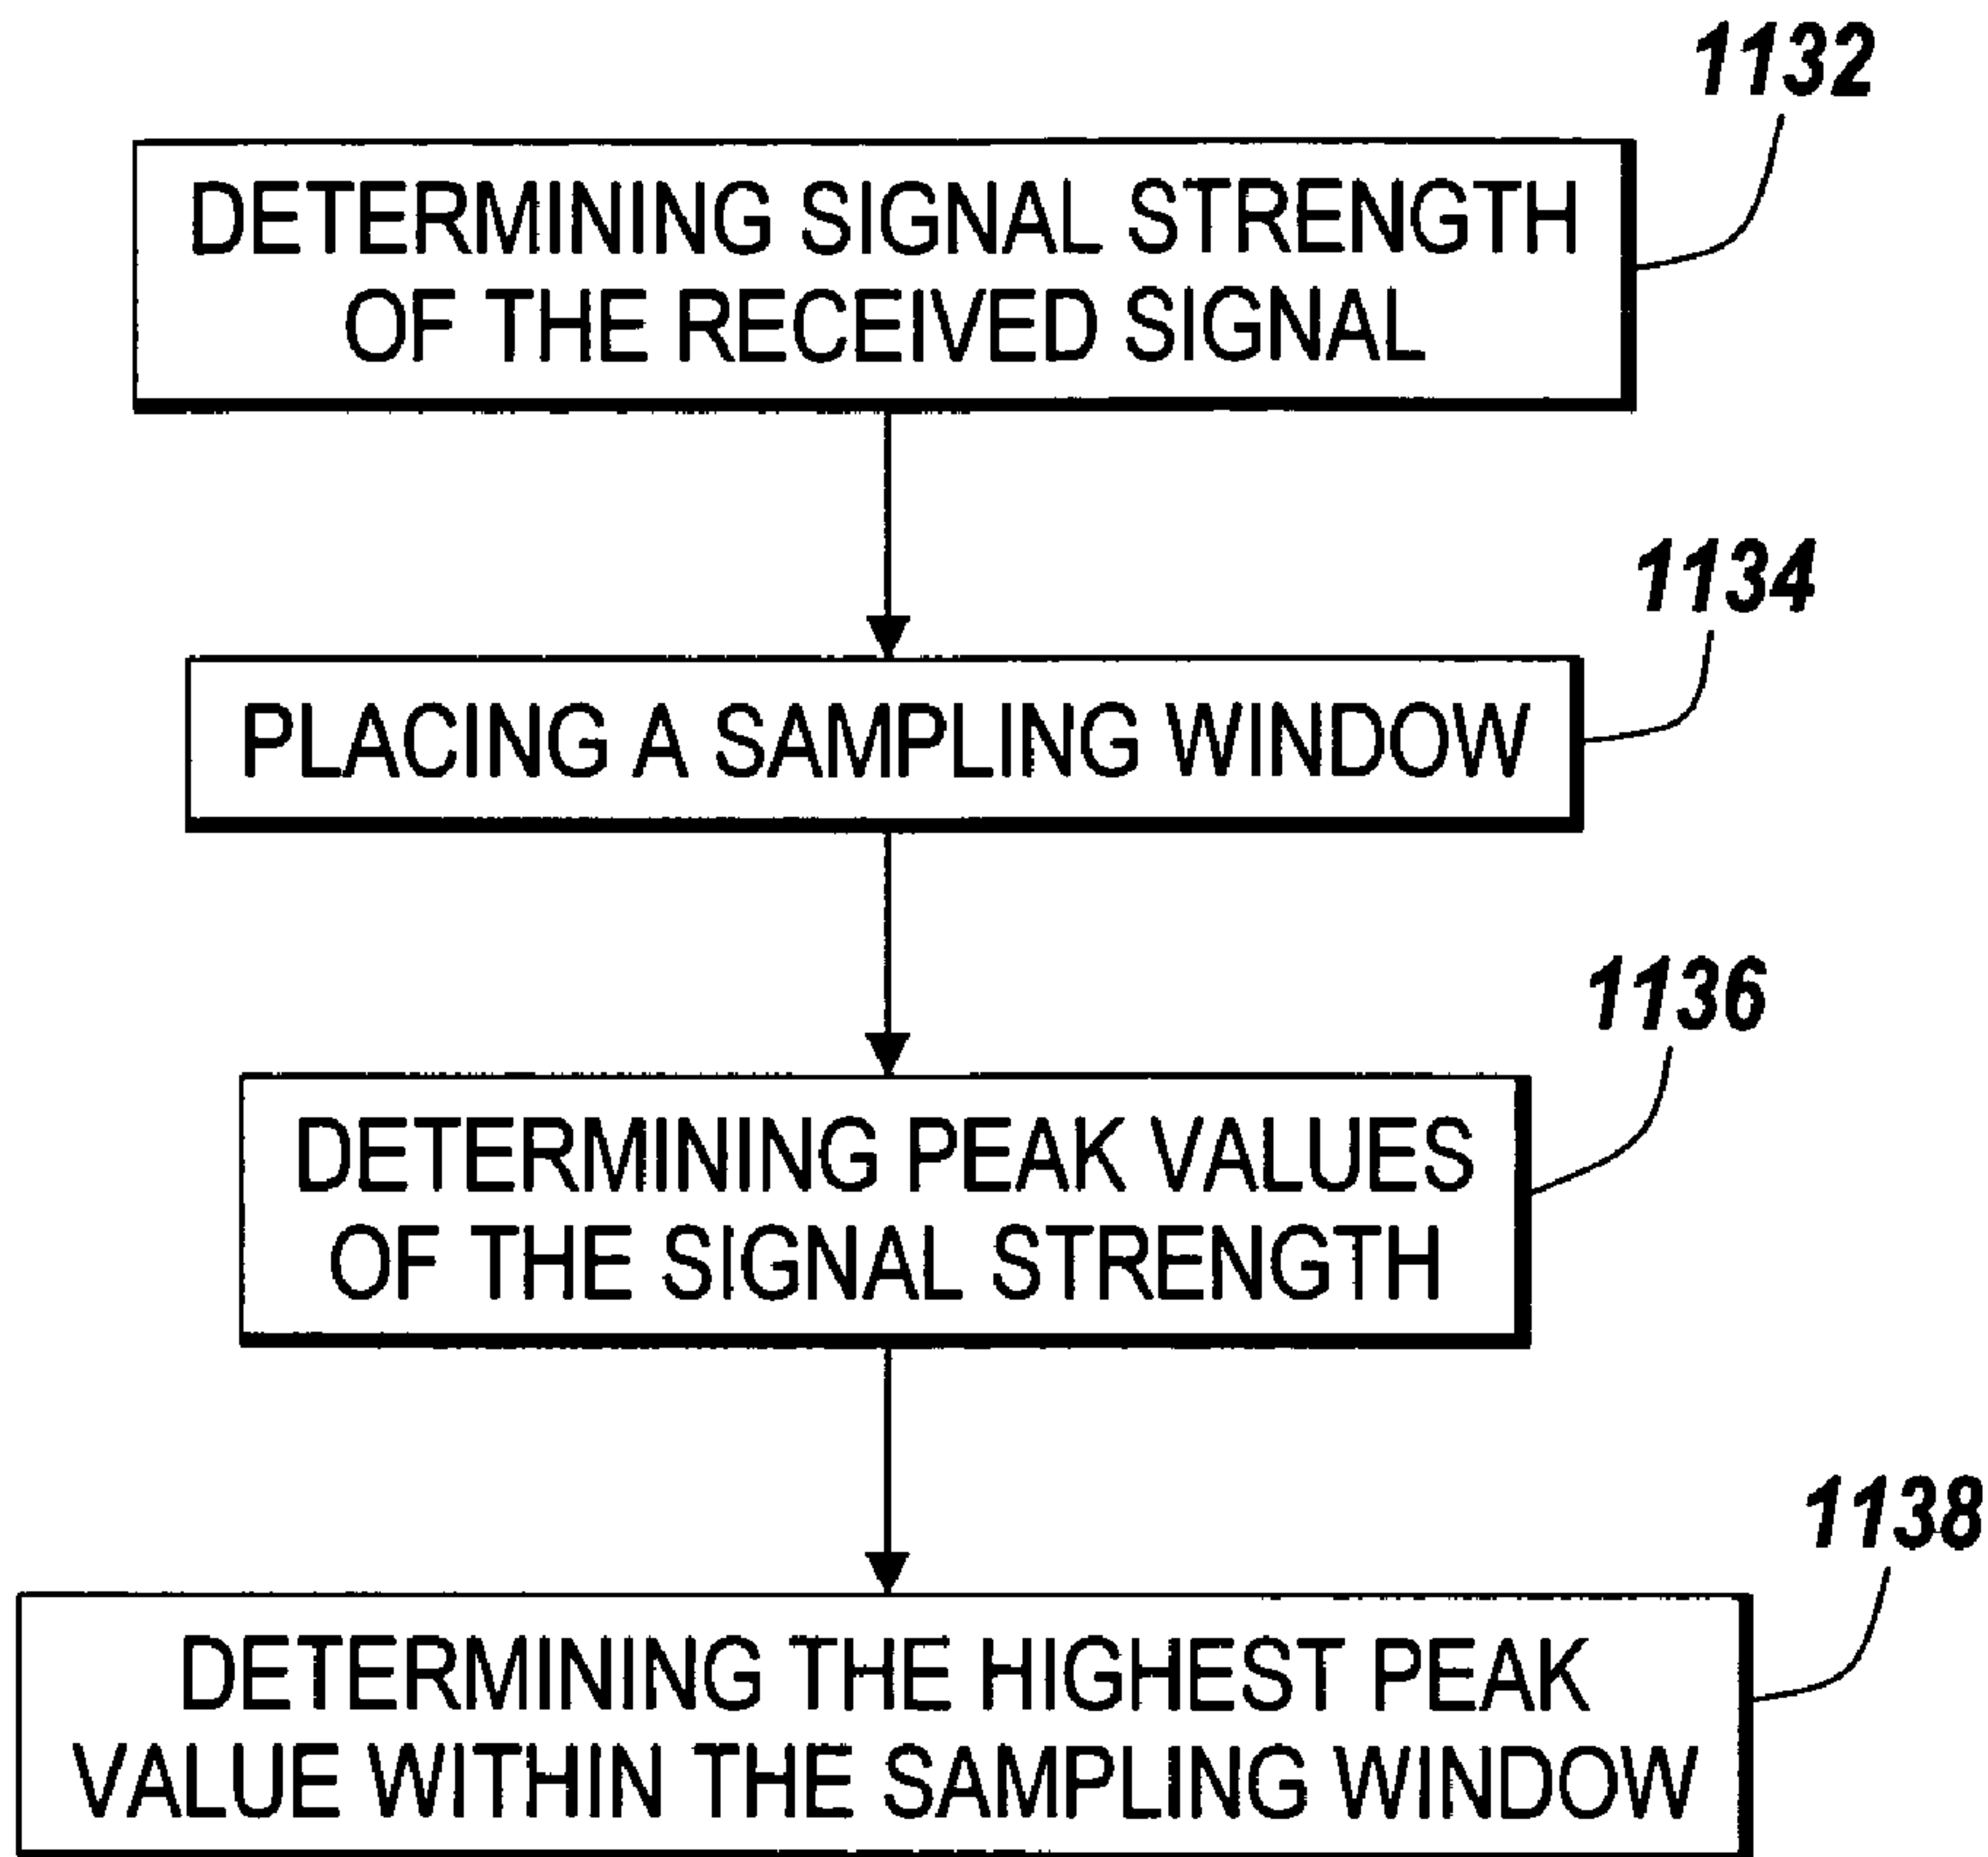 1132
DETERMINING SIGNAL STRENGTH
OF THE RECEIVED SIGNAL
1134
PLACING A SAMPLING WINDOW
1136
DETERMINING PEAK VALUES
OF THE SIGNAL STRENGTH
1138
DETERMINING THE HIGHEST PEAK
VALUE WITHIN THE SAMPLING WINDOW